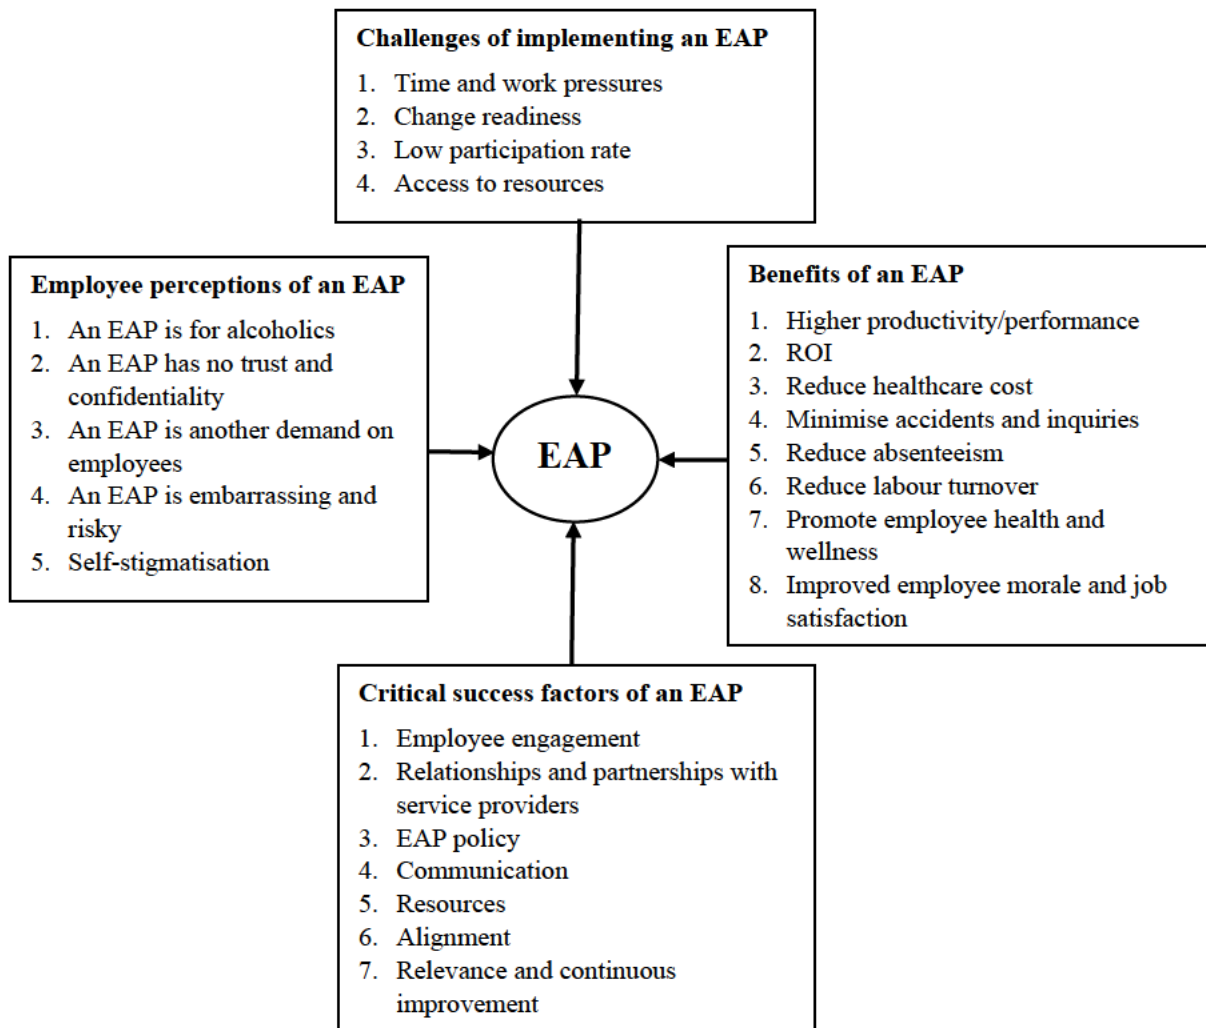 Challenges of implementing an EAP
1. Time and work pressures
2. Change readiness
3. Low participation rate
4. Access to resources
Employee perceptions of an EAP
1. An EAP is for alcoholics
2. An EAP has no trust and
confidentiality
3. An EAP is another demand on
employees
4. An EAP is embarrassing and
risky
5. Self-stigmatisation
EAP
Benefits of an EAP
1. Higher productivity/performance
2. ROI
3. Reduce healthcare cost
4. Minimise accidents and inquiries
5. Reduce absenteeism
6. Reduce labour turnover
7. Promote employee health and
wellness
8. Improved employee morale and job
satisfaction
Critical success factors of an EAP
1. Employee engagement
2. Relationships and partnerships with
service providers
3. EAP policy
4. Communication
5. Resources
6. Alignment
7. Relevance and continuous
improvement